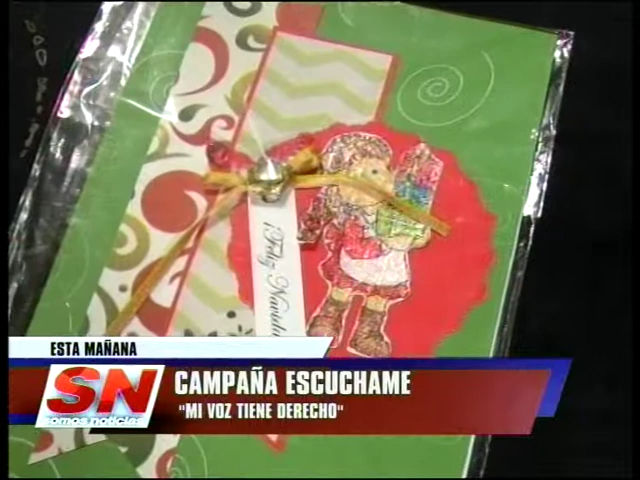 ¡Feliz Navidad
ESTA MAÑANA
SN
somos noticias
CAMPAÑA ESCUCHAME
"MI VOZ TIENE DERECHO"